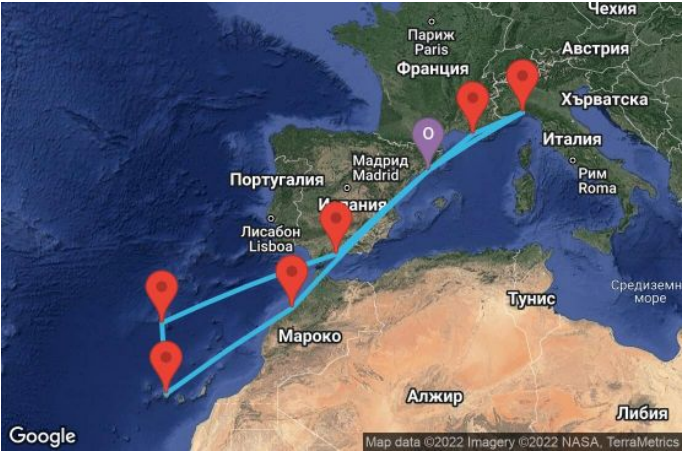 Чехия
Париж
Paris
Австрия
Франция
Хърватска
О
Италия
Мадрид
Madrid
Рим
Roma
Португалия
Лисабон
Lisboa
Средиземн
море
Тунис
Мароко
Алжир
Либия
Google
Map data ©2022 Imagery ©2022 NASA, TerraMetrics